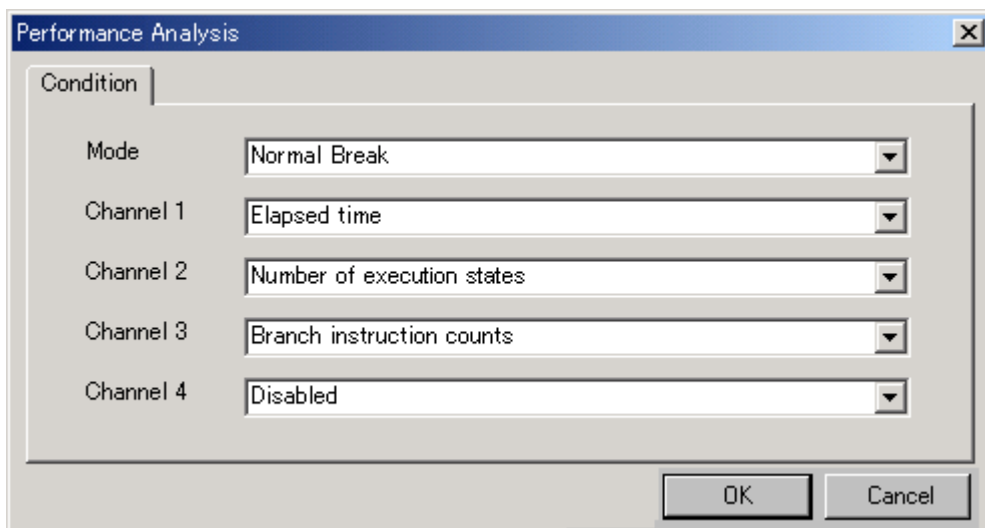 Performance Analysis
Condition
Mode Normal Break
Channel 1 Elapsed time
Channel 2 Number of execution states
Channel 3 Branch instruction counts
Channel 4 Disabled
OK Cancel